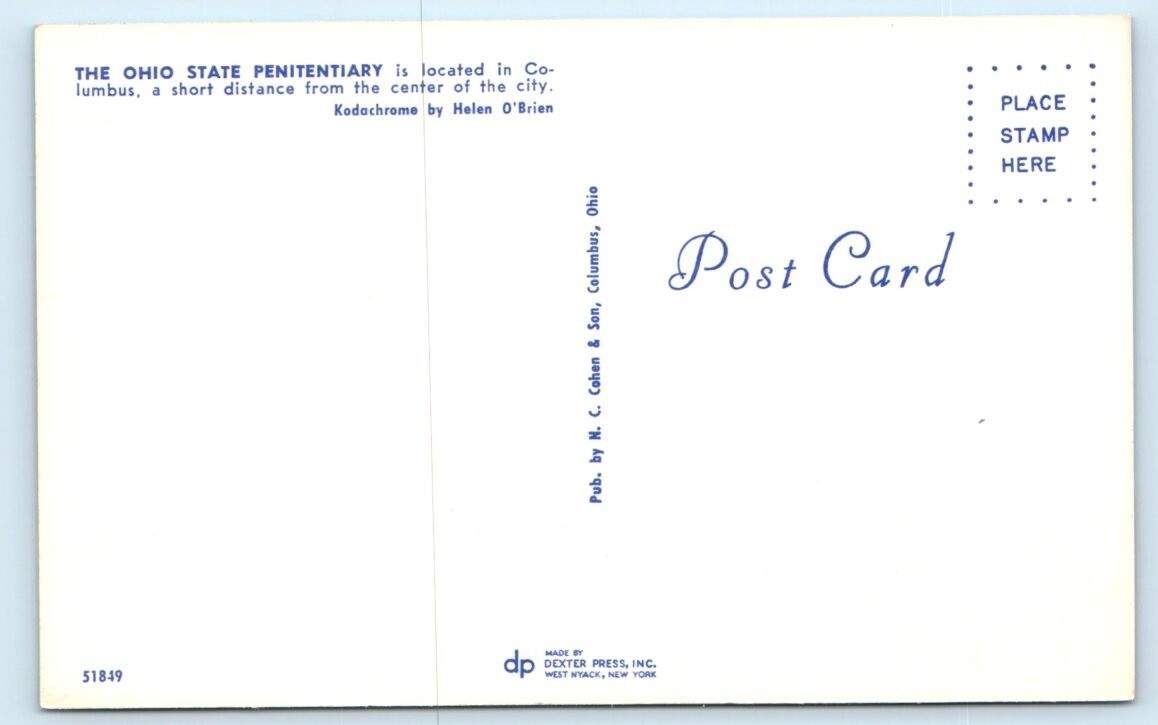 THE OHIO STATE PENITENTIARY is located in Co-
lumbus, a short distance from the center of the city.
Kodachrome by Helen O'Brien
PLACE
STAMP
HERE
Post Card
Pub. by N. C. Cohen & Son, Columbus, Ohio
51849
dp
MADE BY
DEXTER PRESS, INC.
WEST NYACK, NEW YORK